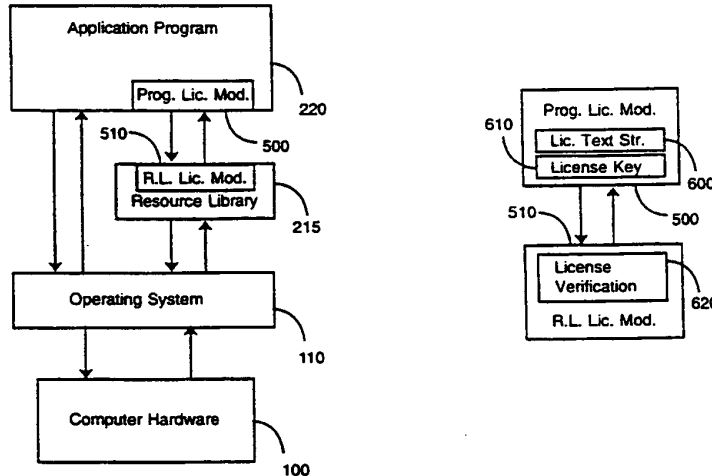 Application Program
Prog. Lic. Mod.
220
510
500
R.L. Lic. Mod.
Resource Library
215
Operating System
110
Computer Hardware
100
Prog. Lic. Mod.
610
Lic. Text Str.
License Key
600
510
500
License
Verification
620
R.L. Lic. Mod.